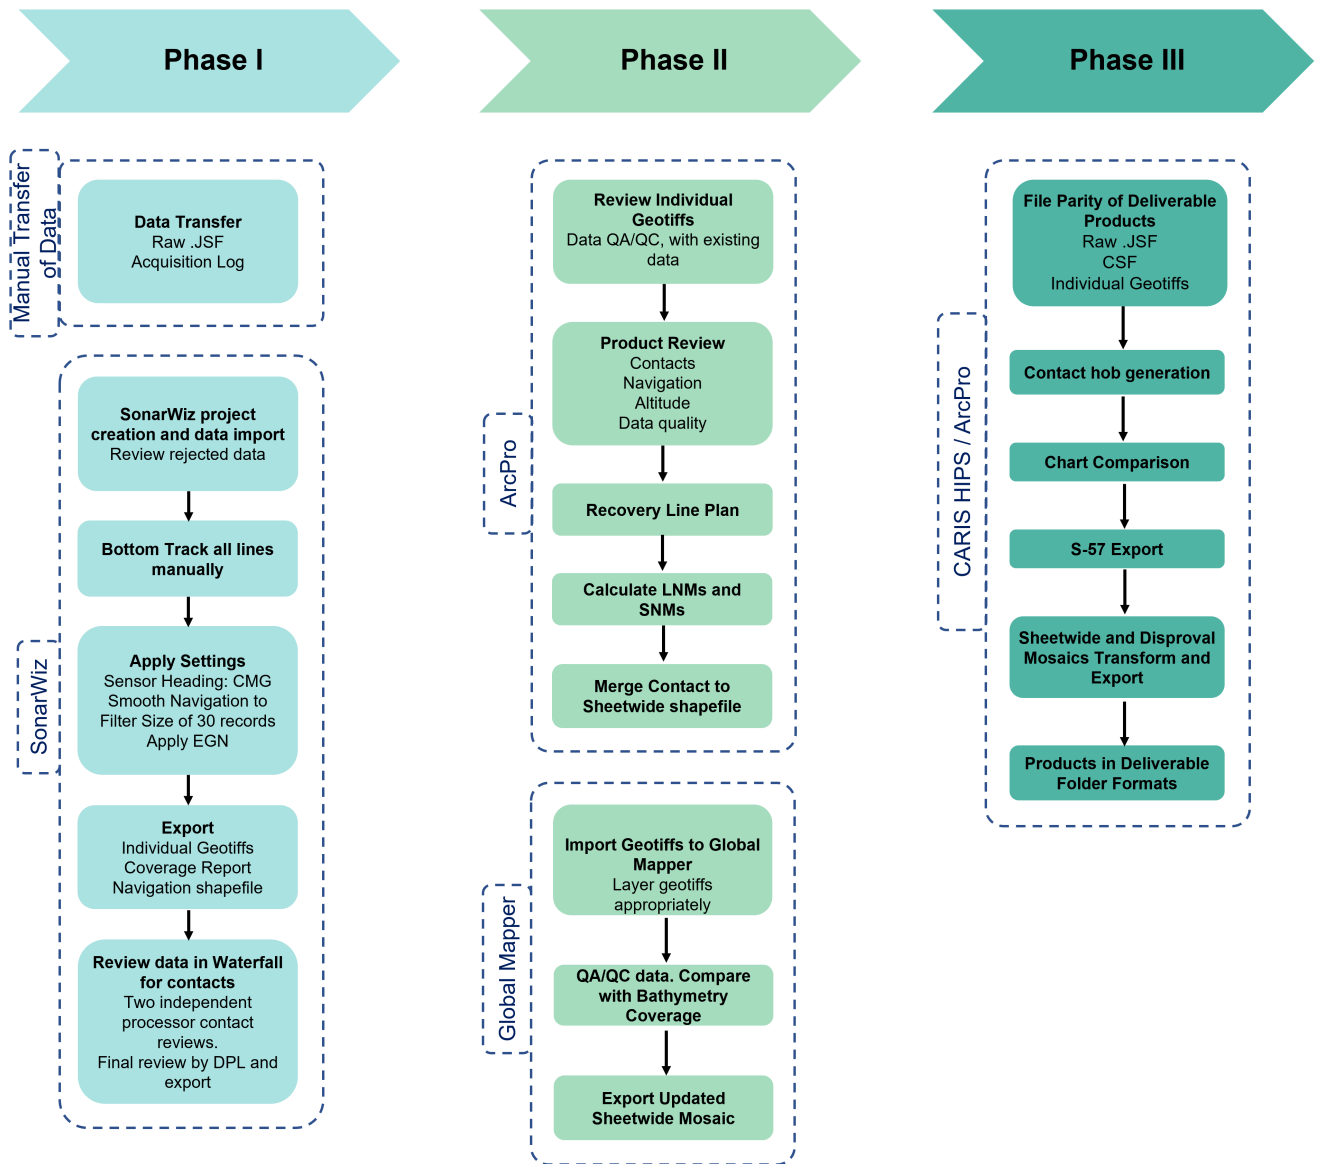 Phase I
Manual Transfer
of Data
Data Transfer
Raw .JSF
Acquisition Log
SonarWiz
SonarWiz project
creation and data import
Review rejected data
Bottom Track all lines
manually
Apply Settings
Sensor Heading: CMG
Smooth Navigation to
Filter Size of 30 records
Apply EGN
Export
Individual Geotiffs
Coverage Report
Navigation shapefile
Review data in Waterfall
for contacts
Two independent
processor contact
reviews.
Final review by DPL and
export
Phase II
ArcPro
Review Individual
Geotiffs
Data QA/QC, with existing
data
Product Review
Contacts
Navigation
Altitude
Data quality
Recovery Line Plan
Calculate LNMs and
SNMs
Merge Contact to
Sheetwide shapefile
Global Mapper
Import Geotiffs to Global
Mapper
Layer geotiffs
appropriately
QA/QC data. Compare
with Bathymetry
Coverage
Export Updated
Sheetwide Mosaic
Phase III
CARIS HIPS / ArcPro
File Parity of Deliverable
Products
Raw .JSF
CSF
Individual Geotiffs
Contact hob generation
Chart Comparison
S-57 Export
Sheetwide and Disproval
Mosaics Transform and
Export
Products in Deliverable
Folder Formats